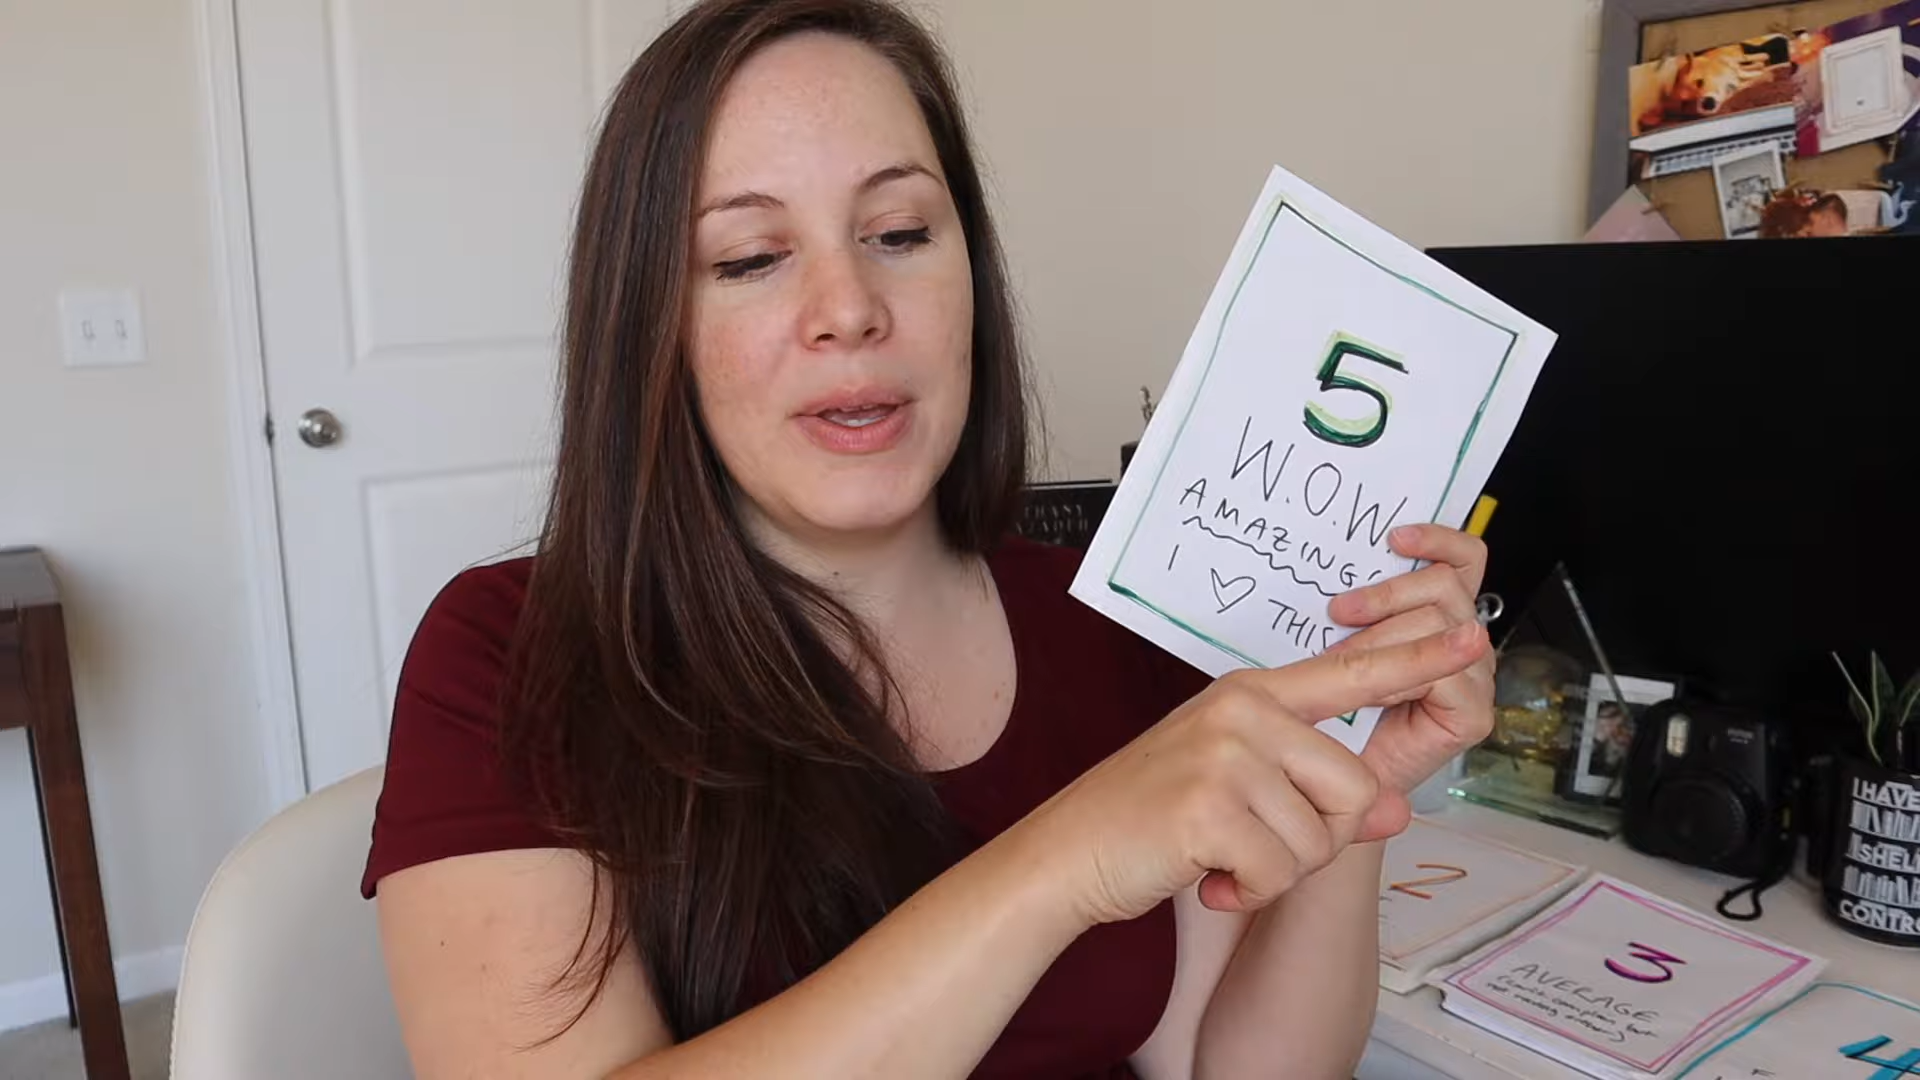 5
W.O.W.
AMAZING
I ♡ THIS
2
3
AVERAGE
4
I HAVE
SHEL
CONTRO